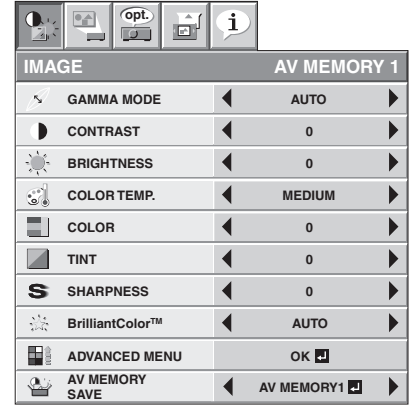 opt.
i
IMAGE AV MEMORY 1
GAMMA MODE AUTO
CONTRAST 0
BRIGHTNESS 0
COLOR TEMP. MEDIUM
COLOR 0
TINT 0
S SHARPNESS 0
BrilliantColor™ AUTO
ADVANCED MENU OK
AV MEMORY
SAVE AV MEMORY1